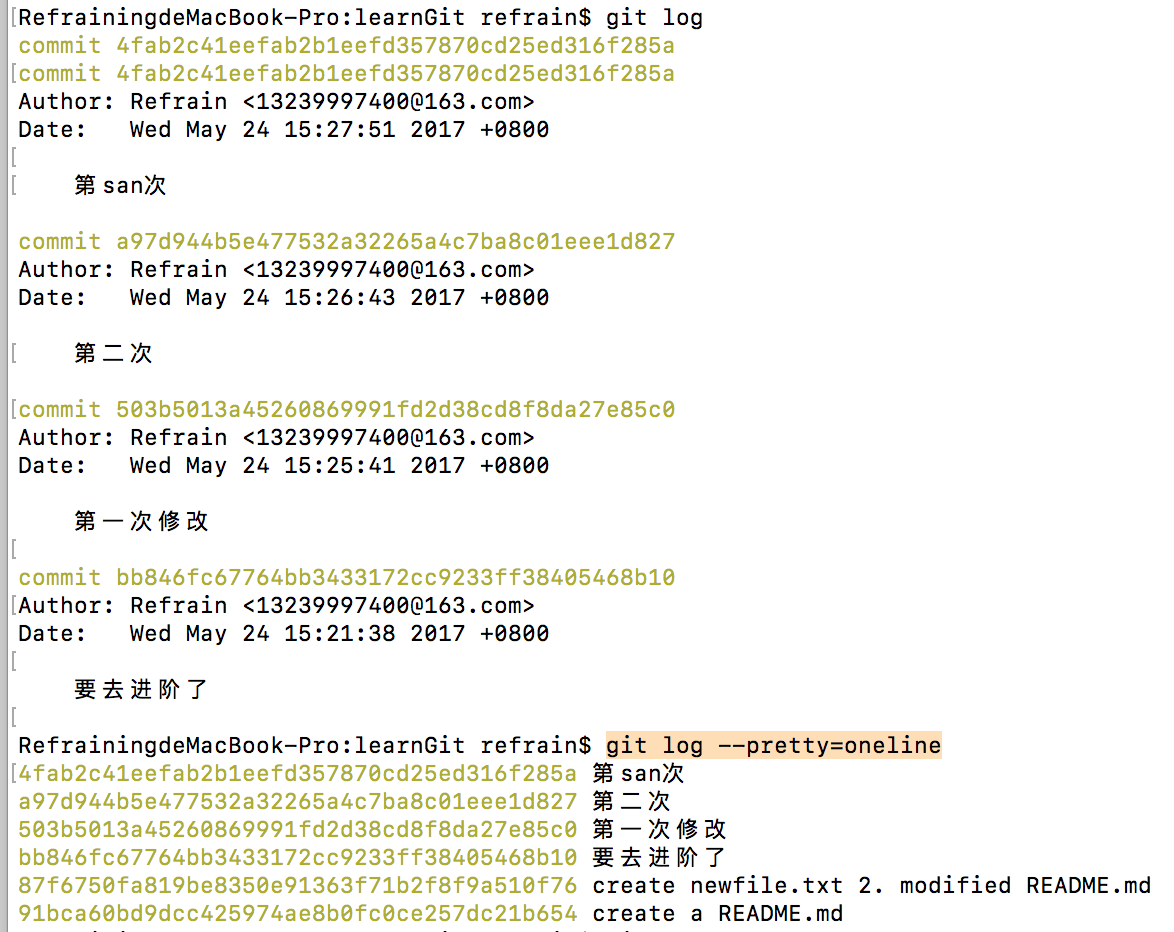 RefrainingdeMacBook-Pro:learnGit refrain$ git log
commit 4fab2c41eefab2b1eefd357870cd25ed316f285a
commit 4fab2c41eefab2b1eefd357870cd25ed316f285a
Author: Refrain <13239997400@163.com>
Date:   Wed May 24 15:27:51 2017 +0800
第san次
commit a97d944b5e477532a32265a4c7ba8c01eee1d827
Author: Refrain <13239997400@163.com>
Date:   Wed May 24 15:26:43 2017 +0800
第二次
commit 503b5013a45260869991fd2d38cd8f8da27e85c0
Author: Refrain <13239997400@163.com>
Date:   Wed May 24 15:25:41 2017 +0800
第一次修改
commit bb846fc67764bb3433172cc9233ff38405468b10
Author: Refrain <13239997400@163.com>
Date:   Wed May 24 15:21:38 2017 +0800
要去进阶了
RefrainingdeMacBook-Pro:learnGit refrain$ git log --pretty=oneline
4fab2c41eefab2b1eefd357870cd25ed316f285a 第san次
a97d944b5e477532a32265a4c7ba8c01eee1d827 第二次
503b5013a45260869991fd2d38cd8f8da27e85c0 第一次修改
bb846fc67764bb3433172cc9233ff38405468b10 要去进阶了
87f6750fa819be8350e91363f71b2f8f9a510f76 create newfile.txt 2. modified README.md
91bca60bd9dcc425974ae8b0fc0ce257dc21b654 create a README.md